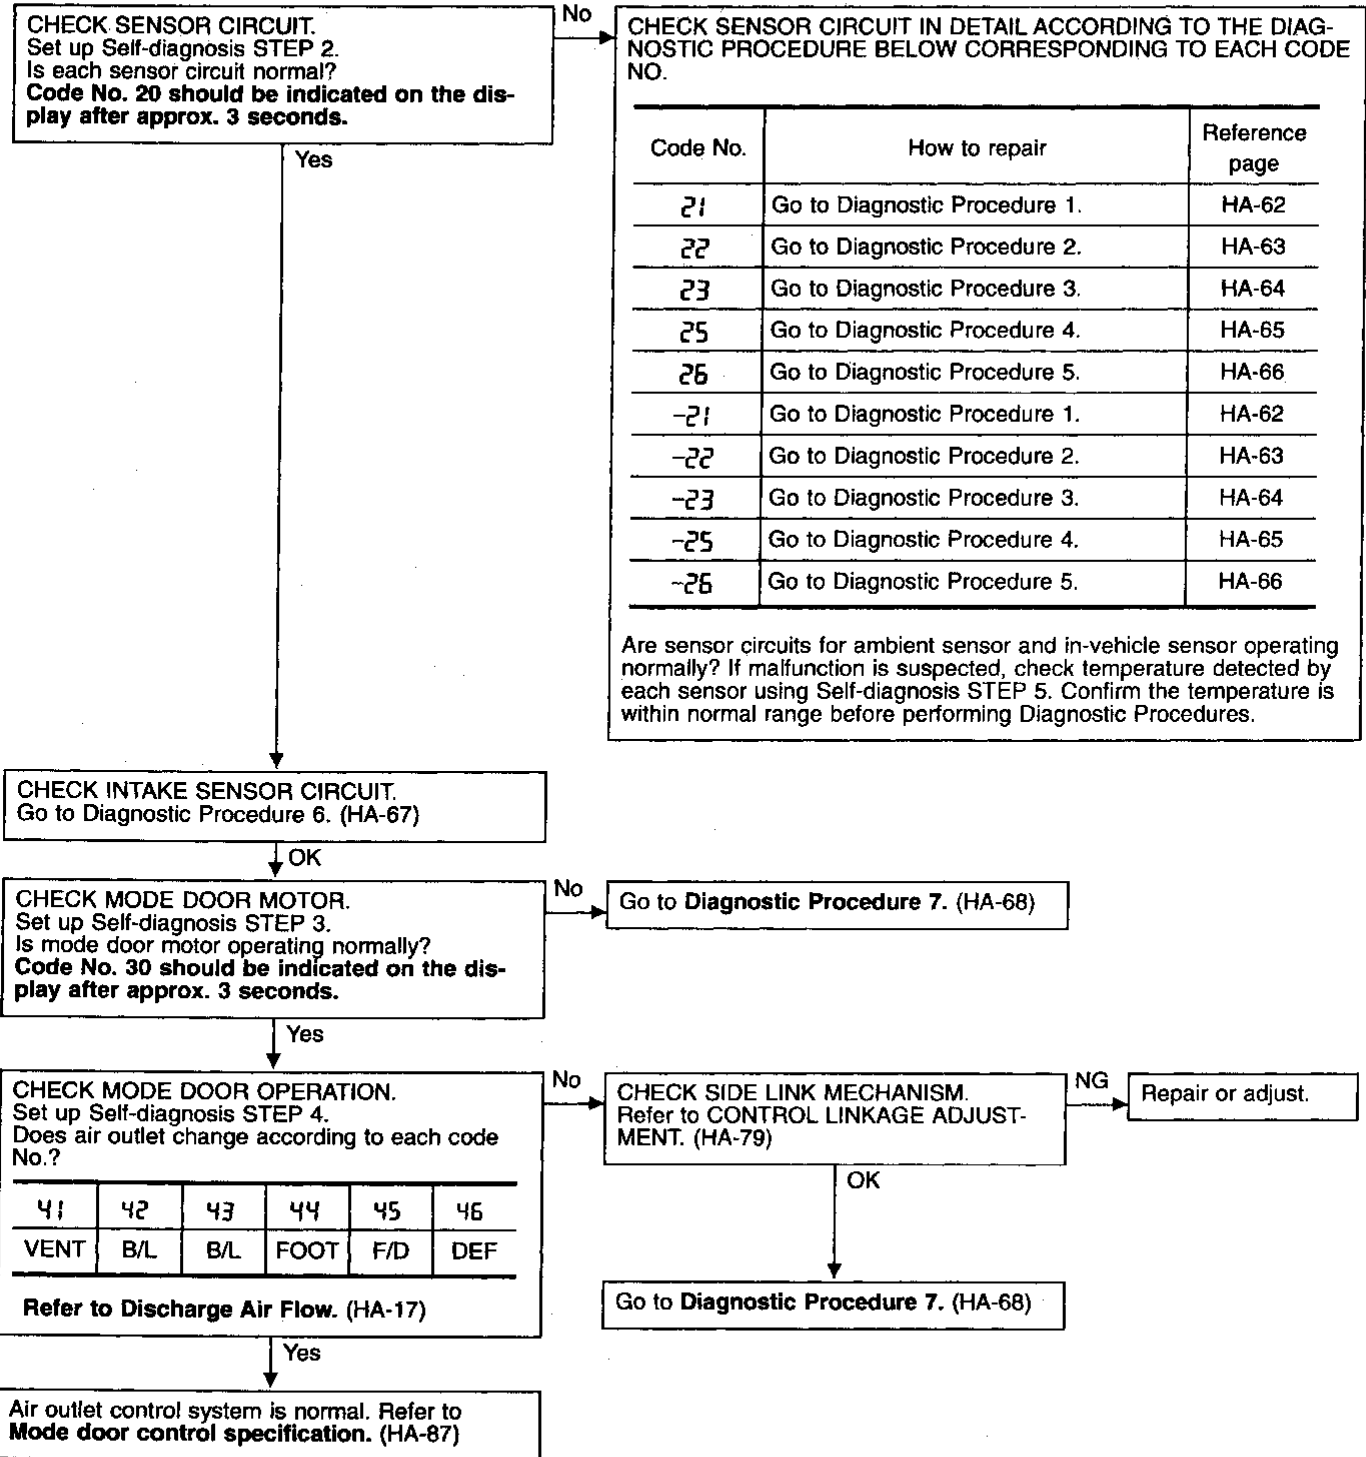 CHECK SENSOR CIRCUIT.
Set up Self-diagnosis STEP 2.
Is each sensor circuit normal?
Code No. 20 should be indicated on the dis-
play after approx. 3 seconds.
No
CHECK SENSOR CIRCUIT IN DETAIL ACCORDING TO THE DIAG-
NOSTIC PROCEDURE BELOW CORRESPONDING TO EACH CODE
NO.
Code No. How to repair Reference
page
21 Go to Diagnostic Procedure 1. HA-62
22 Go to Diagnostic Procedure 2. HA-63
23 Go to Diagnostic Procedure 3. HA-64
25 Go to Diagnostic Procedure 4. HA-65
26 Go to Diagnostic Procedure 5. HA-66
-21 Go to Diagnostic Procedure 1. HA-62
-22 Go to Diagnostic Procedure 2. HA-63
-23 Go to Diagnostic Procedure 3. HA-64
-25 Go to Diagnostic Procedure 4. HA-65
-26 Go to Diagnostic Procedure 5. HA-66
Are sensor circuits for ambient sensor and in-vehicle sensor operating
normally? If malfunction is suspected, check temperature detected by
each sensor using Self-diagnosis STEP 5. Confirm the temperature is
within normal range before performing Diagnostic Procedures.
Yes
CHECK INTAKE SENSOR CIRCUIT.
Go to Diagnostic Procedure 6. (HA-67)
OK
CHECK MODE DOOR MOTOR.
Set up Self-diagnosis STEP 3.
Is mode door motor operating normally?
Code No. 30 should be indicated on the dis-
play after approx. 3 seconds.
No
Go to Diagnostic Procedure 7. (HA-68)
Yes
CHECK MODE DOOR OPERATION.
Set up Self-diagnosis STEP 4.
Does air outlet change according to each code
No.?
41 42 43 44 45 46
VENT B/L B/L FOOT F/D DEF
Refer to Discharge Air Flow. (HA-17)
No
CHECK SIDE LINK MECHANISM.
Refer to CONTROL LINKAGE ADJUST-
MENT. (HA-79)
NG
Repair or adjust.
OK
Go to Diagnostic Procedure 7. (HA-68)
Yes
Air outlet control system is normal. Refer to
Mode door control specification. (HA-87)